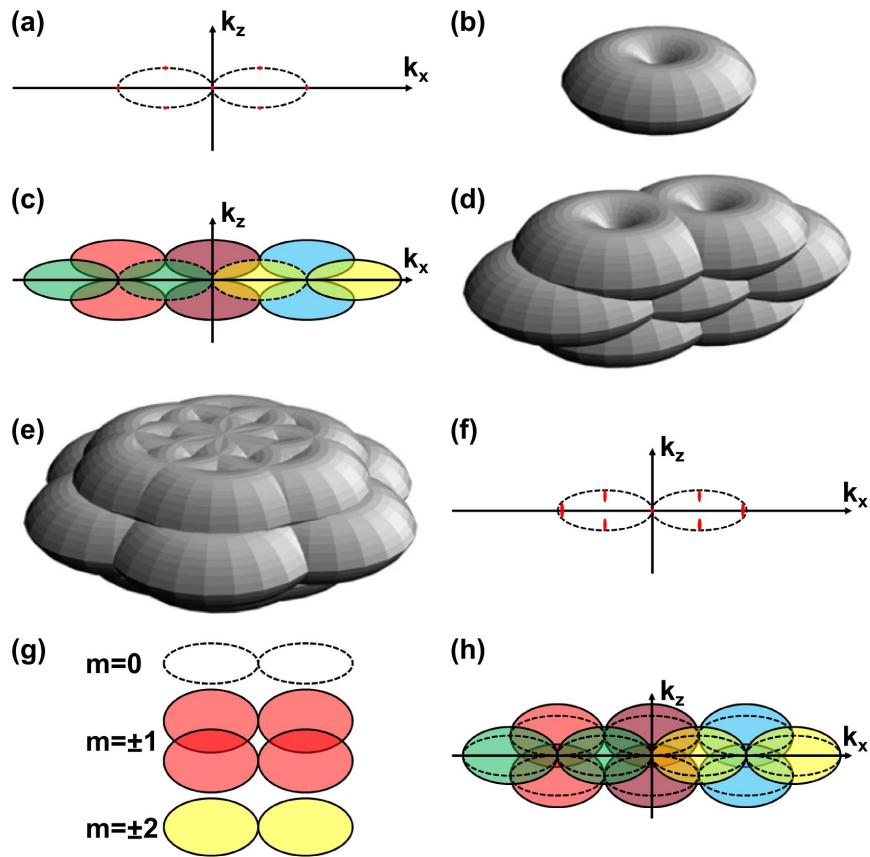 (a)
k_z
k_x
(b)
(c)
k_z
k_x
(d)
(e)
(f)
k_z
k_x
(g)
m=0
m=±1
m=±2
(h)
k_z
k_x